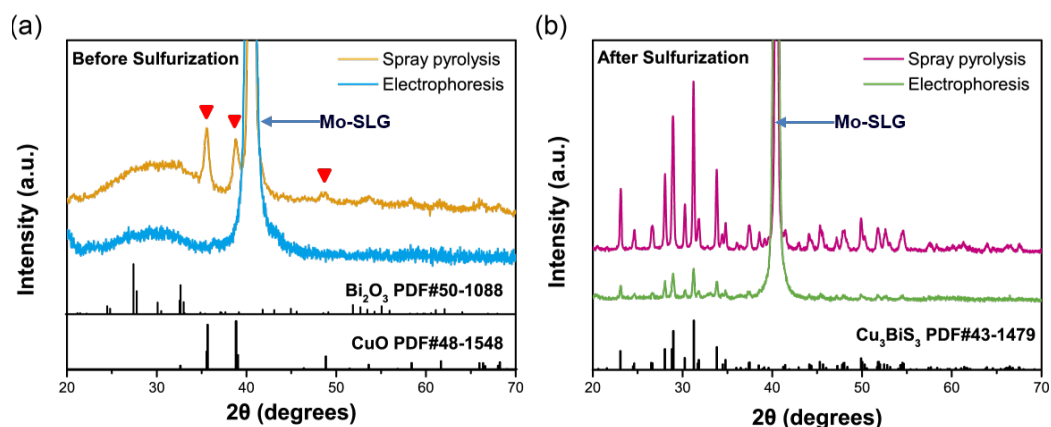 (a)
Before Sulfurization
Spray pyrolysis
Electrophoresis
Mo-SLG
Intensity (a.u.)
Bi₂O₃ PDF#50-1088
CuO PDF#48-1548
20 30 40 50 60 70
2θ (degrees)
(b)
After Sulfurization
Spray pyrolysis
Electrophoresis
Mo-SLG
Intensity (a.u.)
Cu₃BiS₃ PDF#43-1479
20 30 40 50 60 70
2θ (degrees)